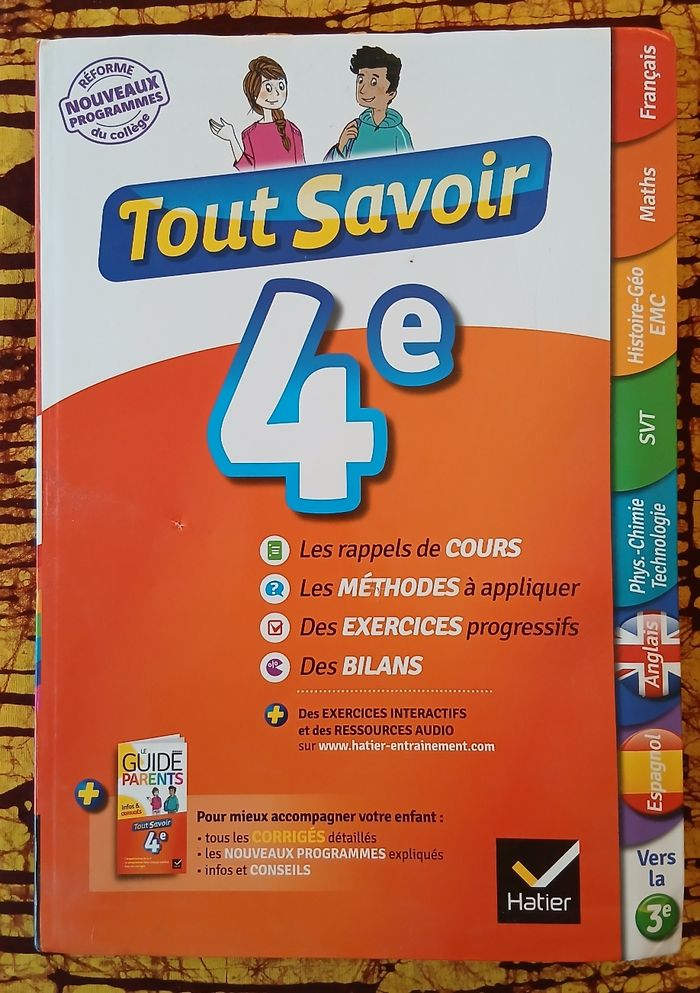 RÉFORME
NOUVEAUX
PROGRAMMES
du collège
Tout Savoir
4e
Les rappels de COURS
Les MÉTHODES à appliquer
Des EXERCICES progressifs
Des BILANS
+ Des EXERCICES INTERACTIFS
et des RESSOURCES AUDIO
sur www.hatier-entrainement.com
+
LE
GUIDE
PARENTS
Infos & corrigés
Tout Savoir
4e
Pour mieux accompagner votre enfant :
• tous les CORRIGÉS détaillés
• les NOUVEAUX PROGRAMMES expliqués
• infos et CONSEILS
Hatier
Français
Maths
Histoire-Géo
EMC
SVT
Phys.-Chimie
Technologie
Anglais
Espagnol
Vers
la
3e